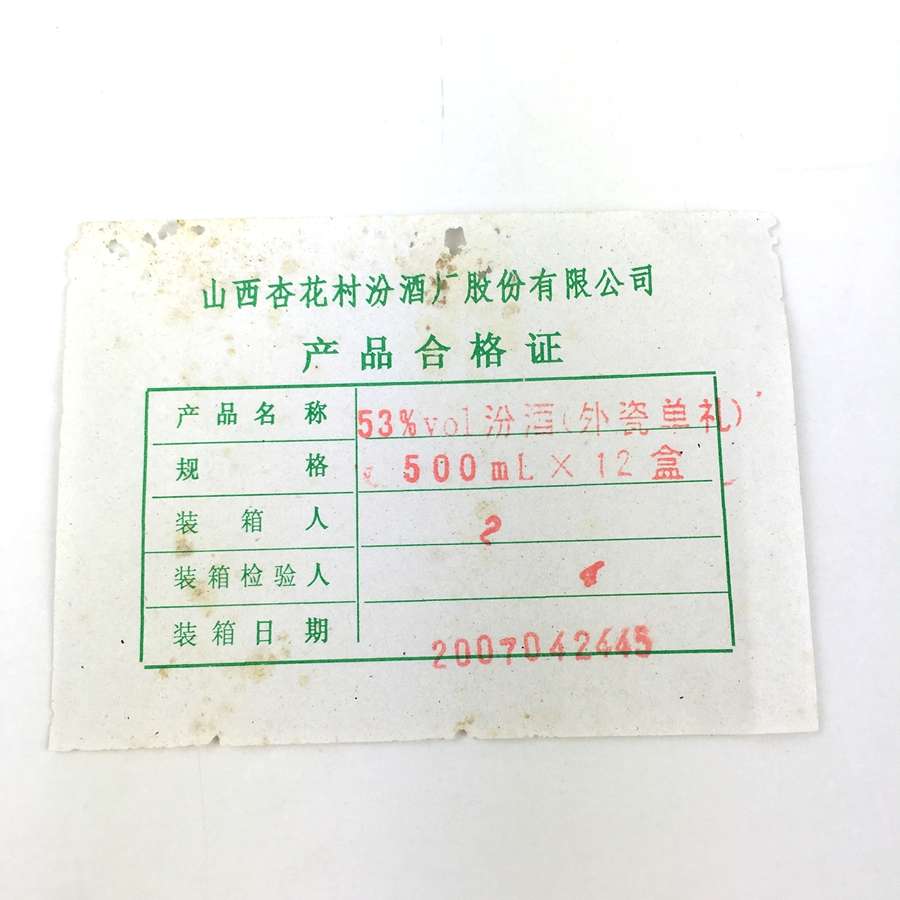 山西杏花村汾酒厂股份有限公司
产品合格证
产品名称 53%vol汾酒(外瓷单礼)
规格 500mL×12盒
装箱人 2
装箱检验人
装箱日期 2007042445